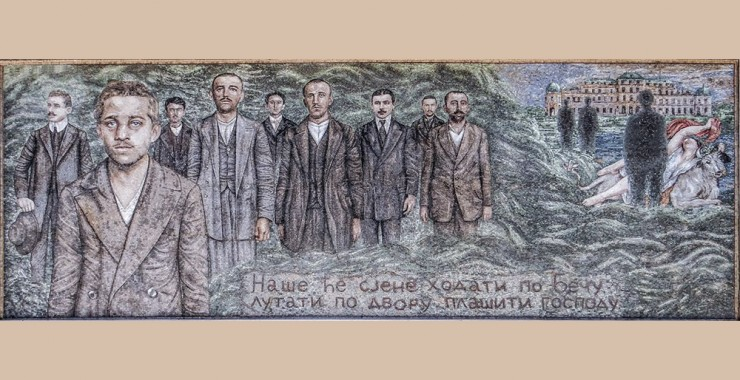 Наше ће сјене ходати по Бечу
лутати по двору плашити господу